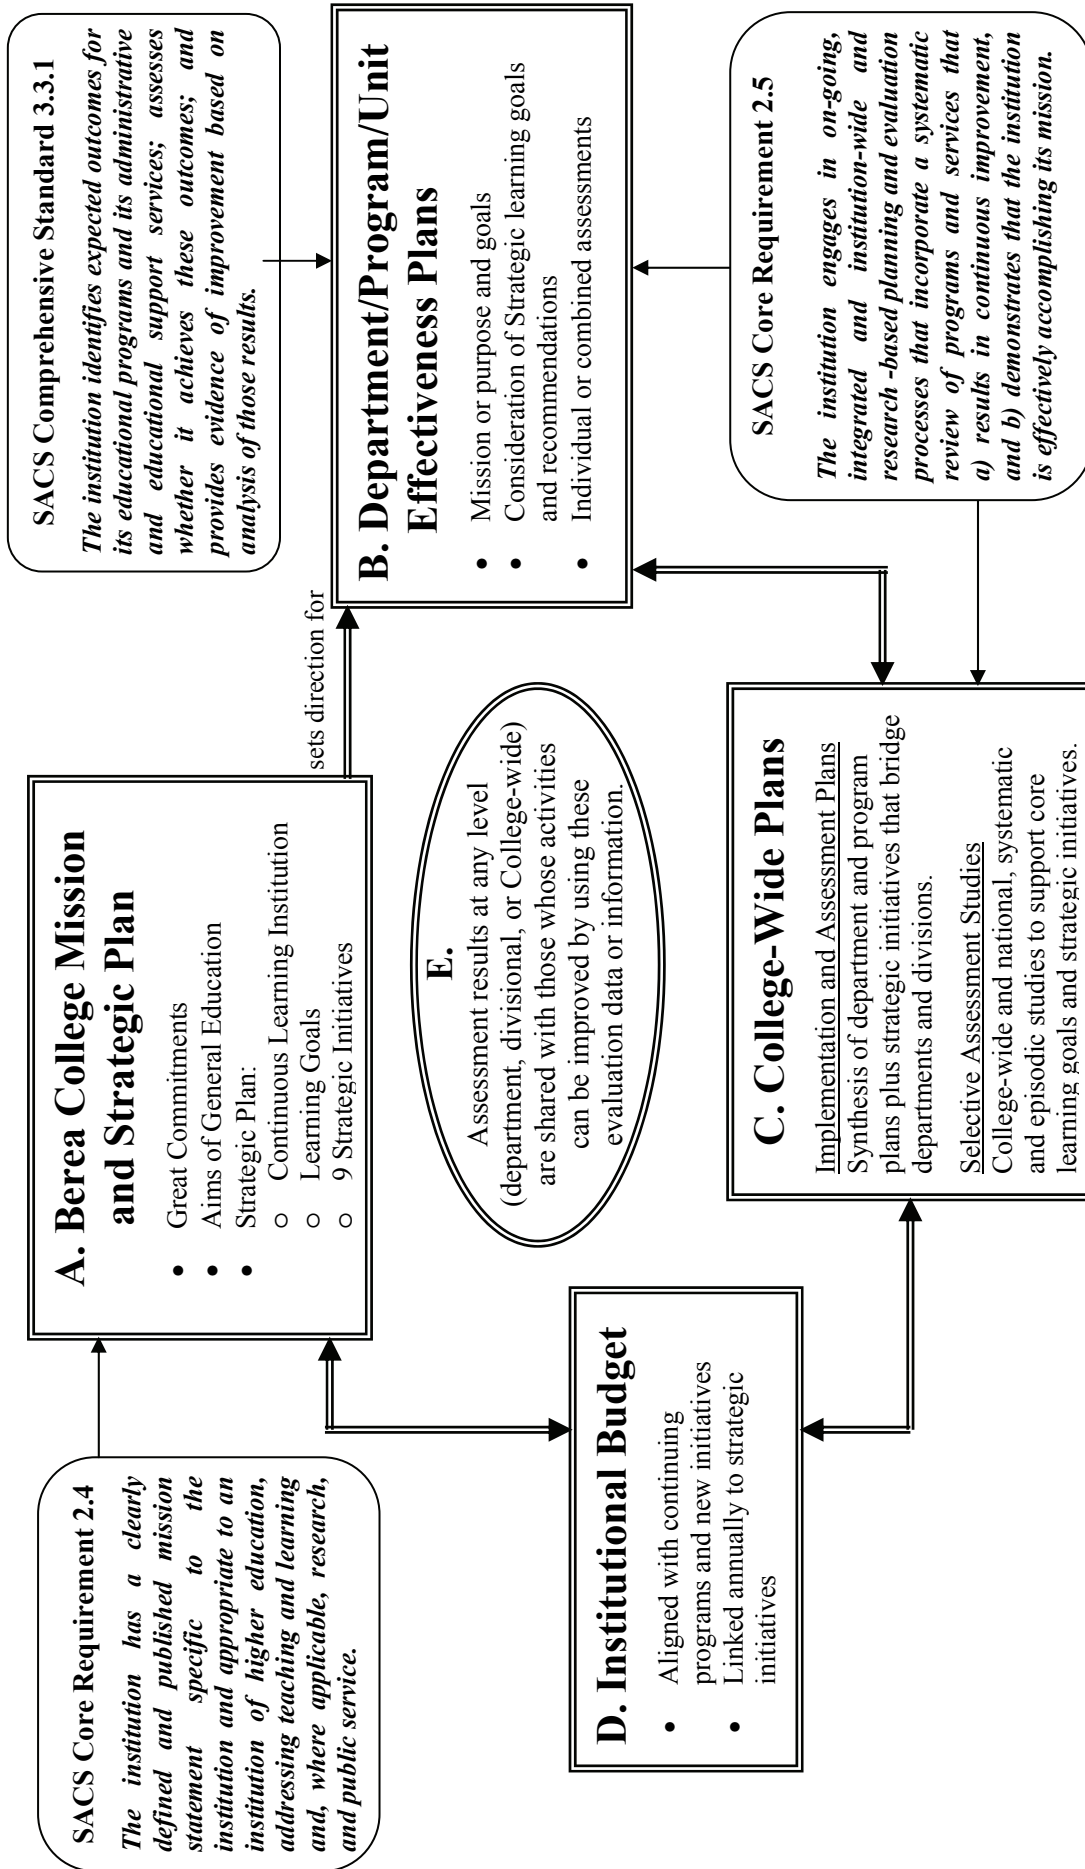 SACS Core Requirement 2.4
The institution has a clearly
defined and published mission
statement specific to the
institution and appropriate to an
institution of higher education,
addressing teaching and learning
and, where applicable, research,
and public service.
A. Berea College Mission
and Strategic Plan
• Great Commitments
• Aims of General Education
• Strategic Plan:
○ Continuous Learning Institution
○ Learning Goals
○ 9 Strategic Initiatives
sets direction for
SACS Comprehensive Standard 3.3.1
The institution identifies expected outcomes for
its educational programs and its administrative
and educational support services; assesses
whether it achieves these outcomes; and
provides evidence of improvement based on
analysis of those results.
B. Department/Program/Unit
Effectiveness Plans
• Mission or purpose and goals
• Consideration of Strategic learning goals
and recommendations
• Individual or combined assessments
E.
Assessment results at any level
(department, divisional, or College-wide)
are shared with those whose activities
can be improved by using these
evaluation data or information.
D. Institutional Budget
• Aligned with continuing
programs and new initiatives
• Linked annually to strategic
initiatives
C. College-Wide Plans
Implementation and Assessment Plans
Synthesis of department and program
plans plus strategic initiatives that bridge
departments and divisions.
Selective Assessment Studies
College-wide and national, systematic
and episodic studies to support core
learning goals and strategic initiatives.
SACS Core Requirement 2.5
The institution engages in on-going,
integrated and institution-wide and
research -based planning and evaluation
processes that incorporate a systematic
review of programs and services that
a) results in continuous improvement,
and b) demonstrates that the institution
is effectively accomplishing its mission.